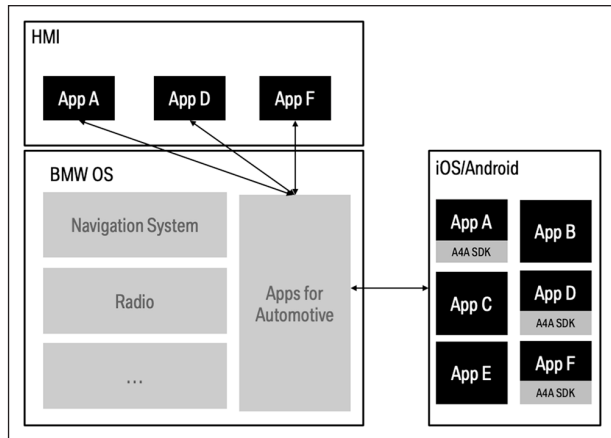 HMI
App A
App D
App F
BMW OS
Navigation System
Radio
...
Apps for
Automotive
iOS/Android
App A
A4A SDK
App B
App C
App D
A4A SDK
App E
App F
A4A SDK